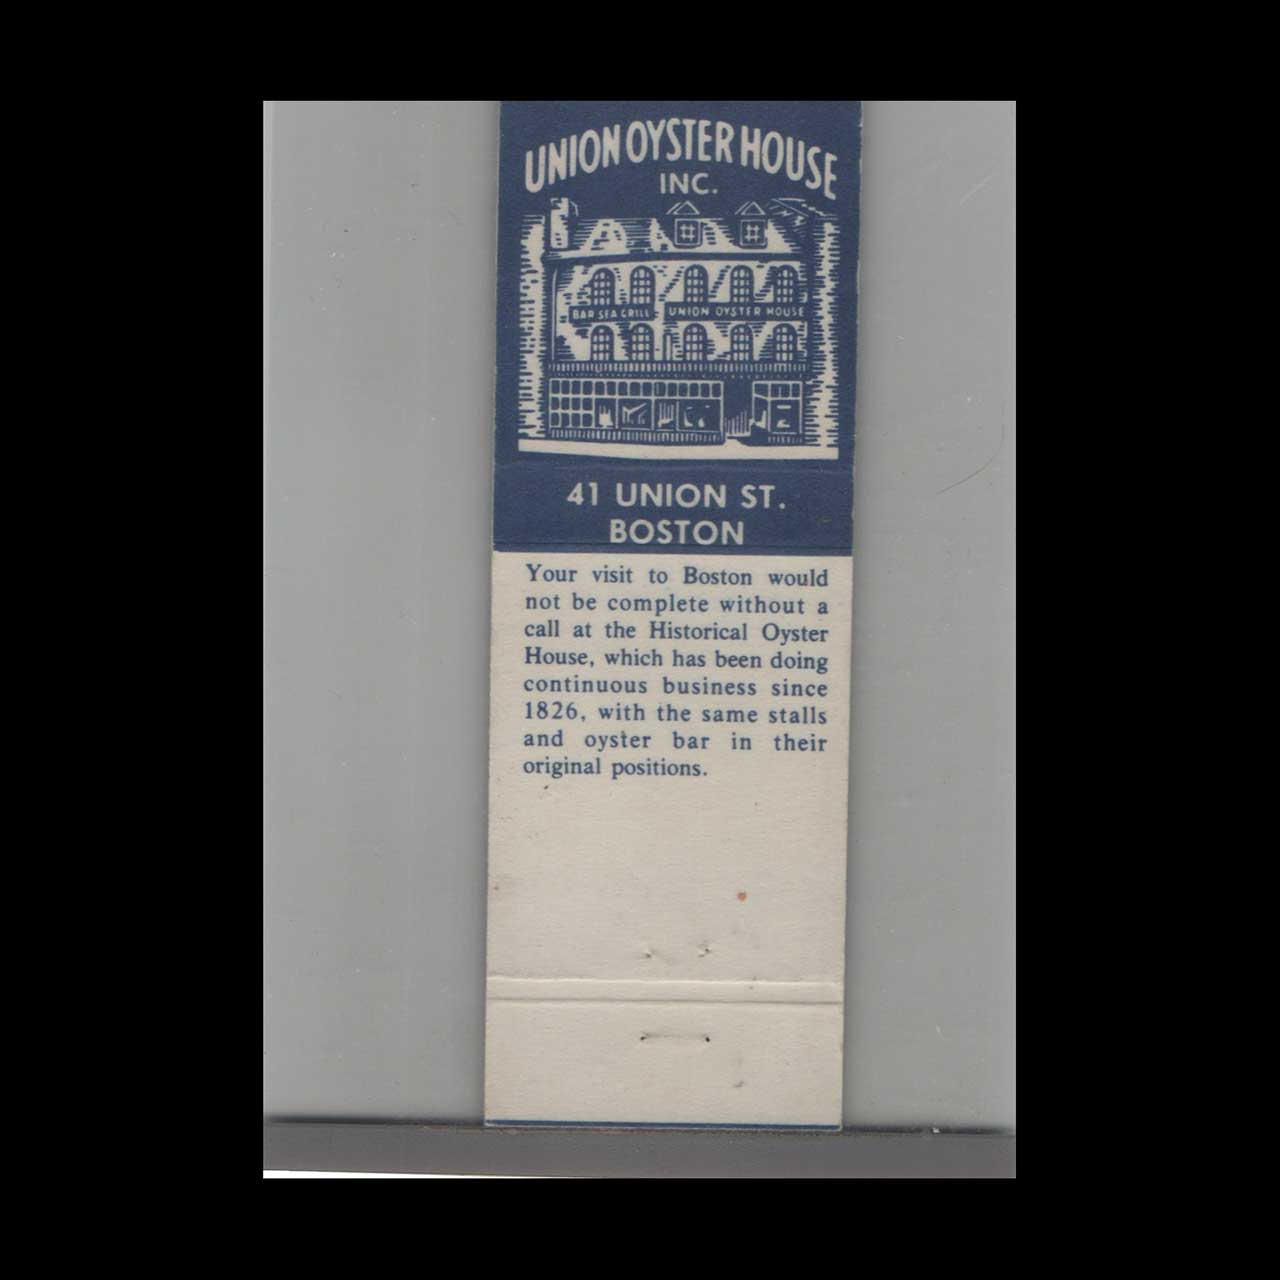 UNION OYSTER HOUSE
INC.
BAR SEA GRILL UNION OYSTER HOUSE
41 UNION ST.
BOSTON
Your visit to Boston would
not be complete without a
call at the Historical Oyster
House, which has been doing
continuous business since
1826, with the same stalls
and oyster bar in their
original positions.